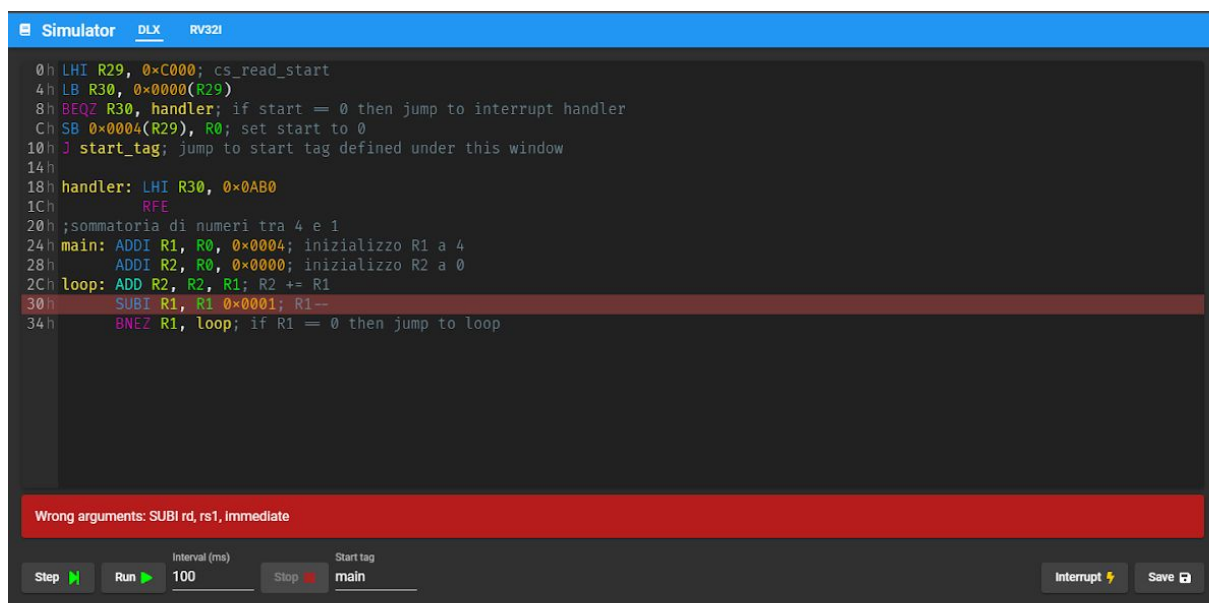 Simulator DLX RV32I
0h LHI R29, 0×C000; cs_read_start
4h LB R30, 0×0000(R29)
8h BEQZ R30, handler; if start == 0 then jump to interrupt handler
Ch SB 0×0004(R29), R0; set start to 0
10h J start_tag; jump to start tag defined under this window
14h
18h handler: LHI R30, 0×0AB0
1Ch RFE
20h ;sommatoria di numeri tra 4 e 1
24h main: ADDI R1, R0, 0×0004; inizializzo R1 a 4
28h ADDI R2, R0, 0×0000; inizializzo R2 a 0
2Ch loop: ADD R2, R2, R1; R2 += R1
30h SUBI R1, R1 0×0001; R1--
34h BNEZ R1, loop; if R1 == 0 then jump to loop
Wrong arguments: SUBI rd, rs1, immediate
Interval (ms) Start tag
Step Run 100 Stop main Interrupt Save